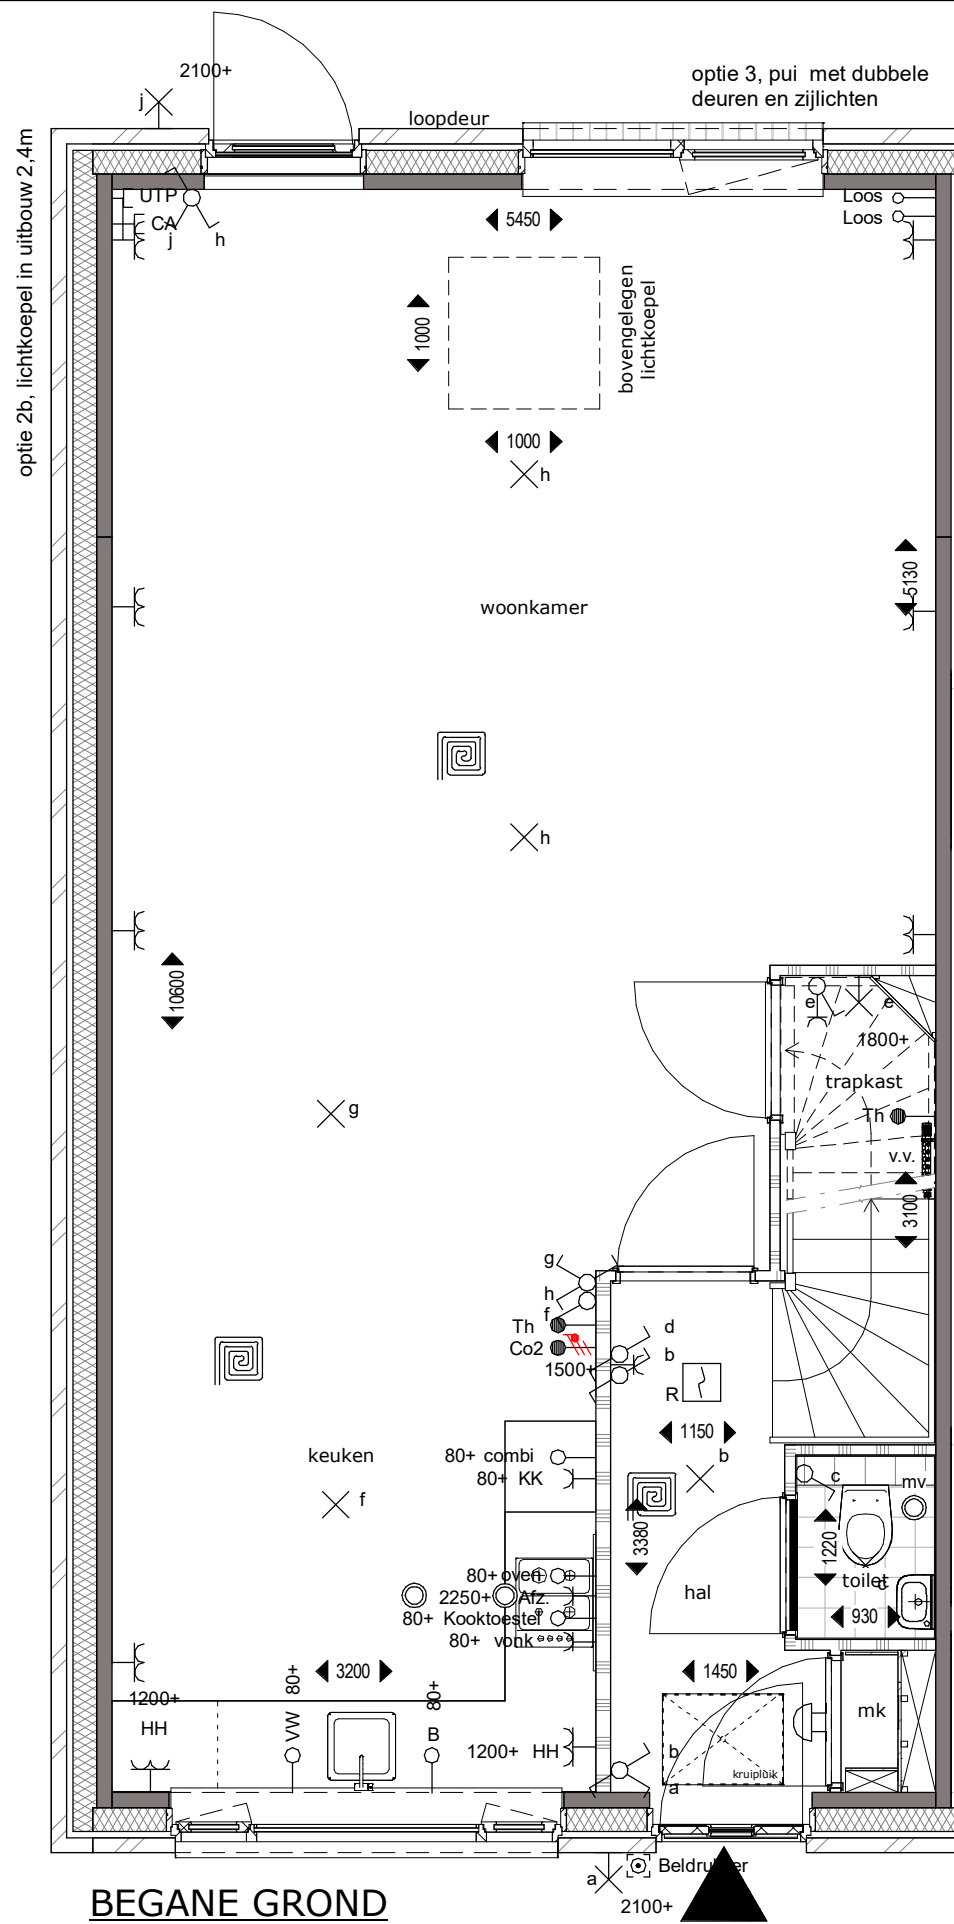 2100+
j
optie 3, pui met dubbele
deuren en zijlichten
loopdeur
optie 2b, lichtkoepel in uitbouw 2,4m
UTP
CA
j
h
5450
Loos
Loos
1000
bovengelegen
lichtkoepel
1000
h
5130
woonkamer
h
10600
e
e
1800+
trapkast
Th
v.v.
3100
g
g
h
f
Th
Co2
1500+
d
b
R
1150
keuken
80+ combi
80+ KK
f
b
c
mv
3380
1220
toilet
c
930
80+ oven
2250+ Afz.
80+ Kooktoestel
80+ vonk
hal
3200
1450
80+
80+
1200+
HH
VW
B
1200+ HH
mk
kruipluik
b
a
Beldrukker
a
2100+
BEGANE GROND